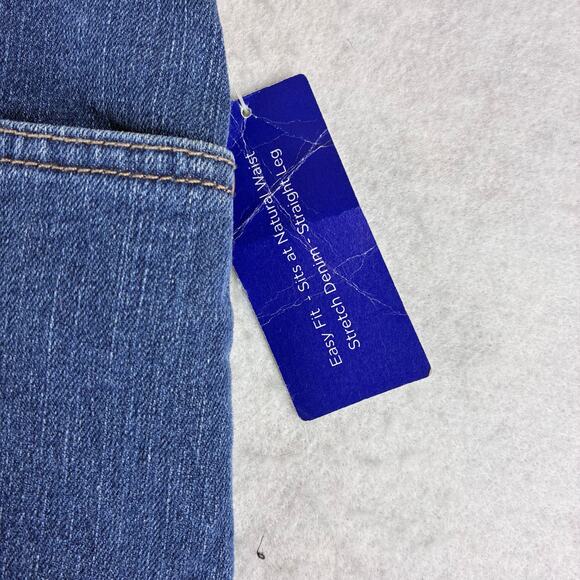 Easy Fit - Sits at Natural Waist
Stretch Denim - Straight Leg